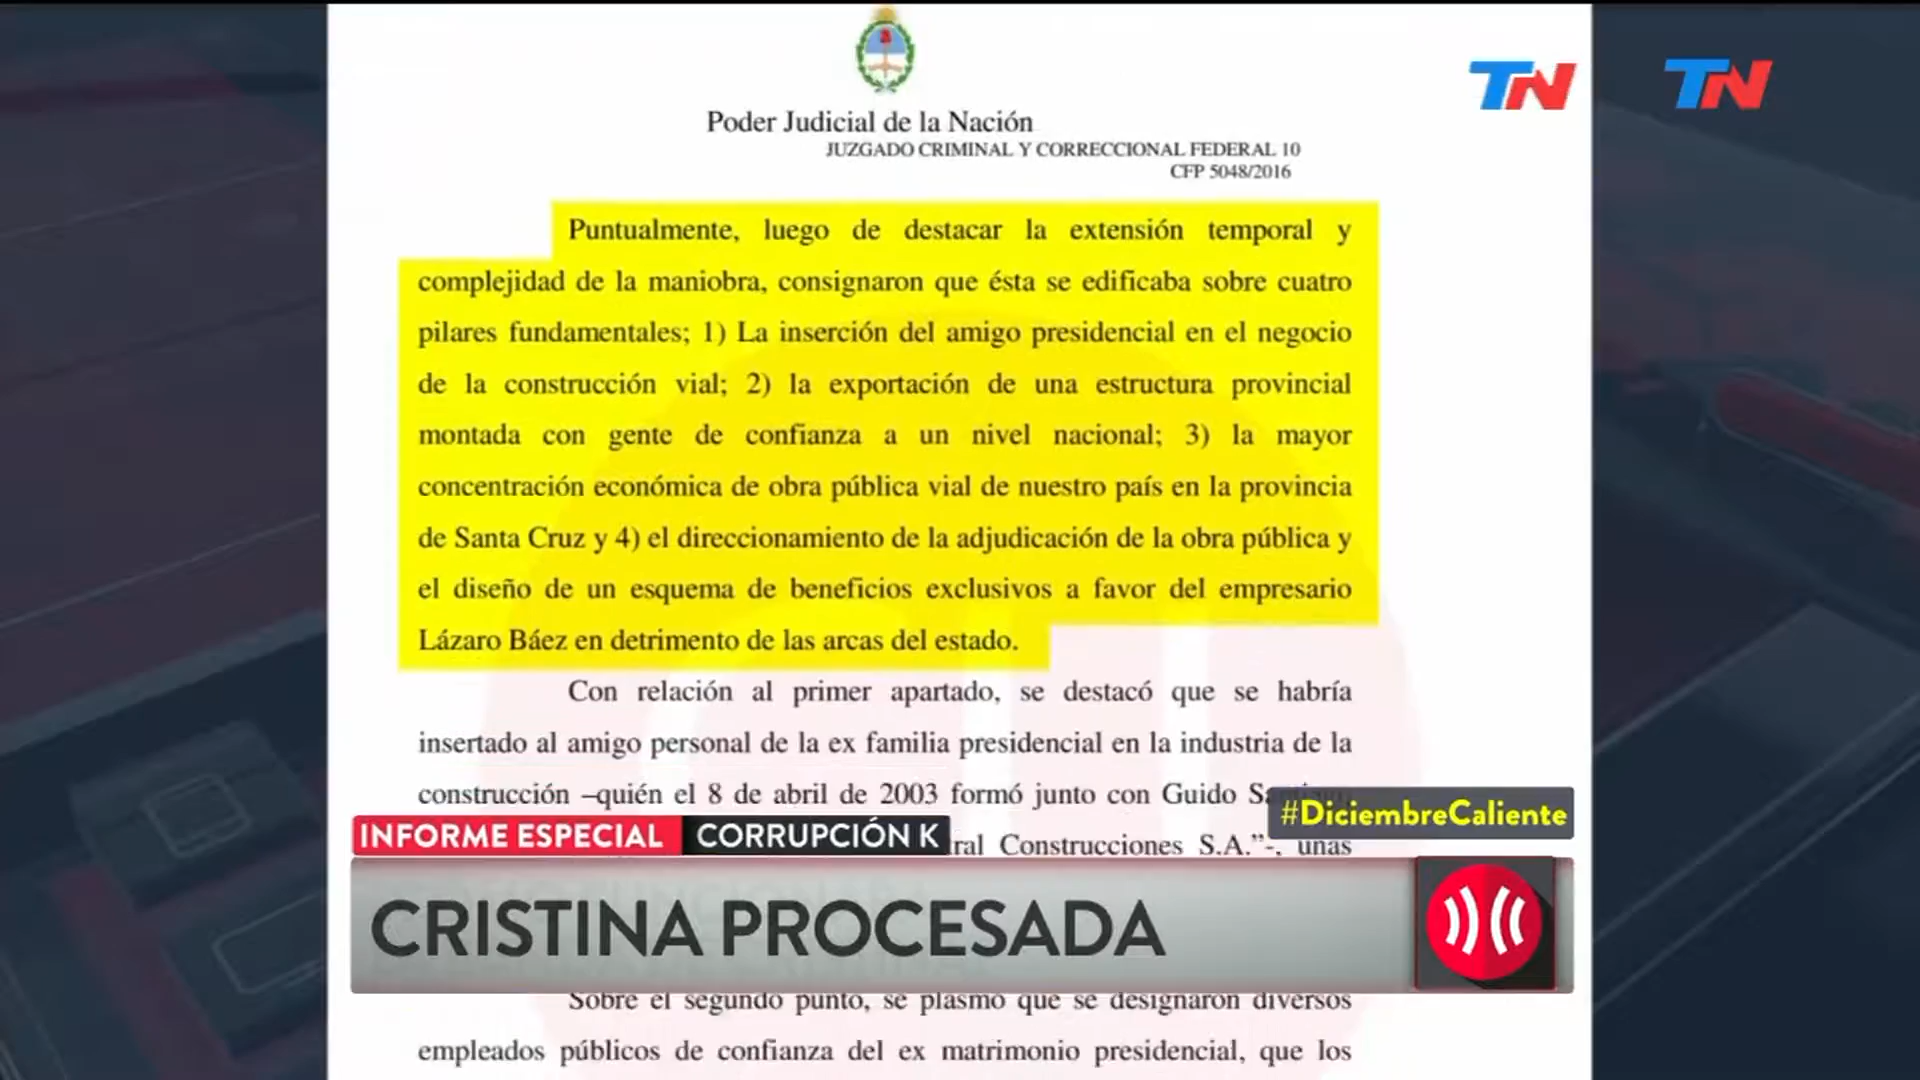 TN
TN
Poder Judicial de la Nación
JUZGADO CRIMINAL Y CORRECCIONAL FEDERAL 10
CFP 5048/2016
Puntualmente, luego de destacar la extensión temporal y
complejidad de la maniobra, consignaron que ésta se edificaba sobre cuatro
pilares fundamentales; 1) La inserción del amigo presidencial en el negocio
de la construcción vial; 2) la exportación de una estructura provincial
montada con gente de confianza a un nivel nacional; 3) la mayor
concentración económica de obra pública vial de nuestro país en la provincia
de Santa Cruz y 4) el direccionamiento de la adjudicación de la obra pública y
el diseño de un esquema de beneficios exclusivos a favor del empresario
Lázaro Báez en detrimento de las arcas del estado.
Con relación al primer apartado, se destacó que se habría
insertado al amigo personal de la ex familia presidencial en la industria de la
construcción –quién el 8 de abril de 2003 formó junto con Guido
#DiciembreCaliente
INFORME ESPECIAL CORRUPCIÓN K
ral Construcciones S.A.”-, unas
CRISTINA PROCESADA
Sobre el segundo punto, se plasmó que se designaron diversos
empleados públicos de confianza del ex matrimonio presidencial, que los